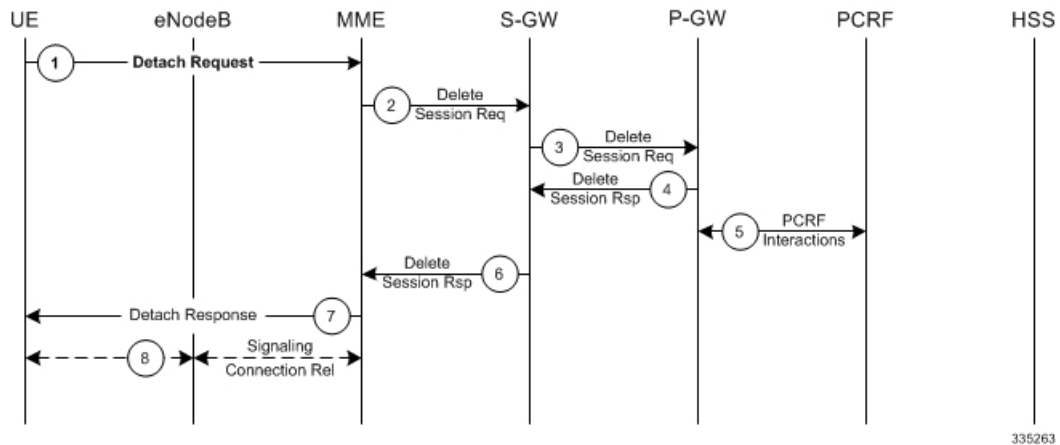 UE eNodeB MME S-GW P-GW PCRF HSS
1 Detach Request
2 Delete
Session Req
3 Delete
Session Req
Delete 4
Session Rsp
5 PCRF
Interactions
Delete 6
Session Rsp
Detach Response 7
8 Signaling
Connection Rel
335263